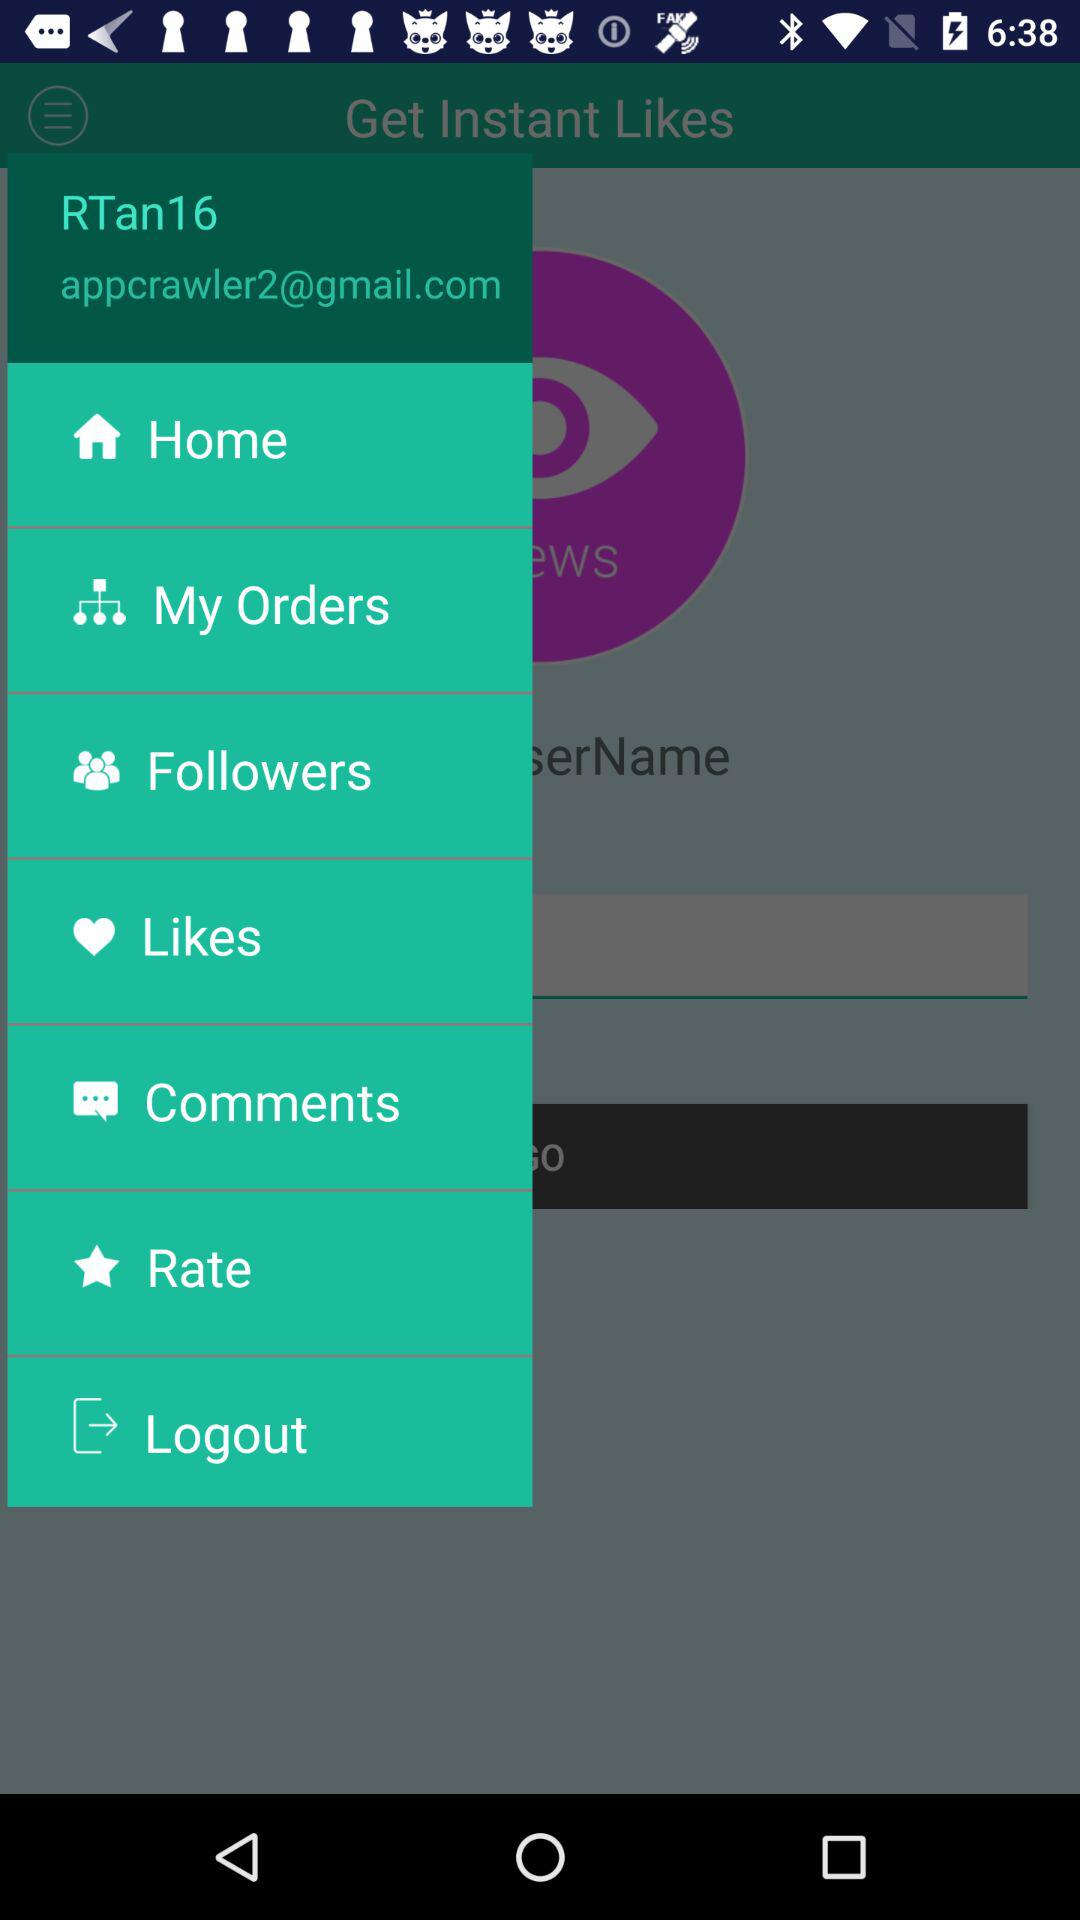 FAKE
6:38
Get Instant Likes
RTan16
appcrawler2@gmail.com
Home
My Orders
Followers
Likes
Comments
Rate
Logout
ews
serName
GO